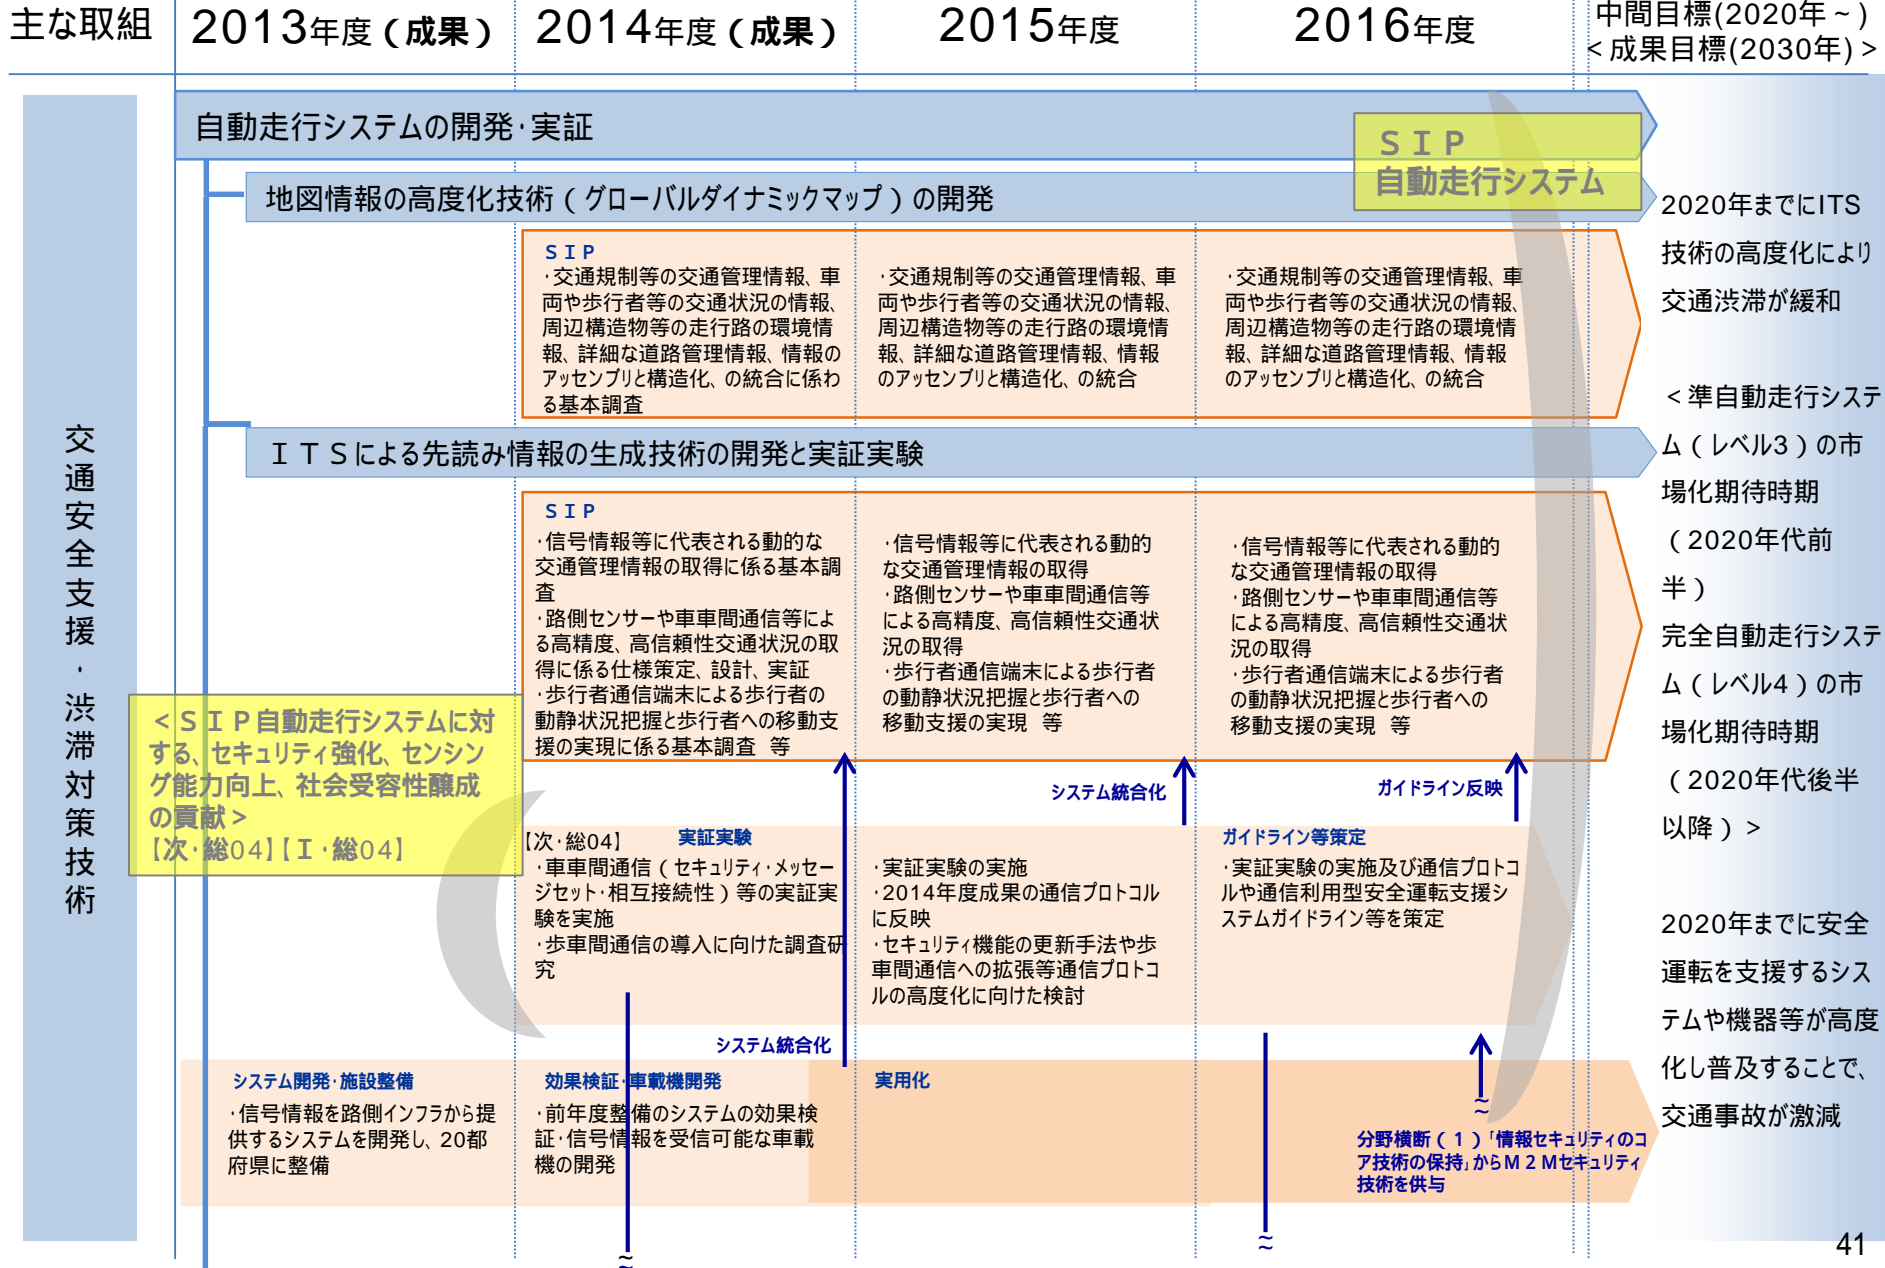 主な取組
2013年度(成果)
2014年度(成果)
2015年度
2016年度
中間目標(2020年~)
<成果目標(2030年)>
交通安全支援・渋滞対策技術
自動走行システムの開発・実証
SIP
自動走行システム
地図情報の高度化技術(グローバルダイナミックマップ)の開発
SIP
・交通規制等の交通管理情報、車
両や歩行者等の交通状況の情報、
周辺構造物等の走行路の環境情
報、詳細な道路管理情報、情報の
アッセンブリと構造化、の統合に係わ
る基本調査
・交通規制等の交通管理情報、車
両や歩行者等の交通状況の情報、
周辺構造物等の走行路の環境情
報、詳細な道路管理情報、情報
のアッセンブリと構造化、の統合
・交通規制等の交通管理情報、車
両や歩行者等の交通状況の情報、
周辺構造物等の走行路の環境情
報、詳細な道路管理情報、情報
のアッセンブリと構造化、の統合
ITSによる先読み情報の生成技術の開発と実証実験
SIP
・信号情報等に代表される動的な
交通管理情報の取得に係る基本調
査
・路側センサーや車車間通信等によ
る高精度、高信頼性交通状況の取
得に係る仕様策定、設計、実証
・歩行者通信端末による歩行者の
動静状況把握と歩行者への移動支
援の実現に係る基本調査 等
・信号情報等に代表される動的
な交通管理情報の取得
・路側センサーや車車間通信等
による高精度、高信頼性交通状
況の取得
・歩行者通信端末による歩行者
の動静状況把握と歩行者への
移動支援の実現 等
・信号情報等に代表される動的
な交通管理情報の取得
・路側センサーや車車間通信等
による高精度、高信頼性交通状
況の取得
・歩行者通信端末による歩行者
の動静状況把握と歩行者への
移動支援の実現 等
<SIP自動走行システムに対
する、セキュリティ強化、センシン
グ能力向上、社会受容性醸成
の貢献>
【次・総04】【I・総04】
システム統合化
ガイドライン反映
【次・総04】
実証実験
・車車間通信(セキュリティ・メッセー
ジセット・相互接続性)等の実証実
験を実施
・歩車間通信の導入に向けた調査研
究
・実証実験の実施
・2014年度成果の通信プロトコル
に反映
・セキュリティ機能の更新手法や歩
車間通信への拡張等通信プロトコ
ルの高度化に向けた検討
ガイドライン等策定
・実証実験の実施及び通信プロトコ
ルや通信利用型安全運転支援シ
ステムガイドライン等を策定
システム統合化
システム開発・施設整備
・信号情報を路側インフラから提
供するシステムを開発し、20都
府県に整備
効果検証・車載機開発
・前年度整備のシステムの効果検
証・信号情報を受信可能な車載
機の開発
実用化
≈
≈
≈
分野横断(1)「情報セキュリティのコ
ア技術の保持」からM2Mセキュリティ
技術を供与
2020年までにITS
技術の高度化により
交通渋滞が緩和
<準自動走行システ
ム(レベル3)の市
場化期待時期
(2020年代前
半)
完全自動走行システ
ム(レベル4)の市
場化期待時期
(2020年代後半
以降)>
2020年までに安全
運転を支援するシス
テムや機器等が高度
化し普及することで、
交通事故が激減
41